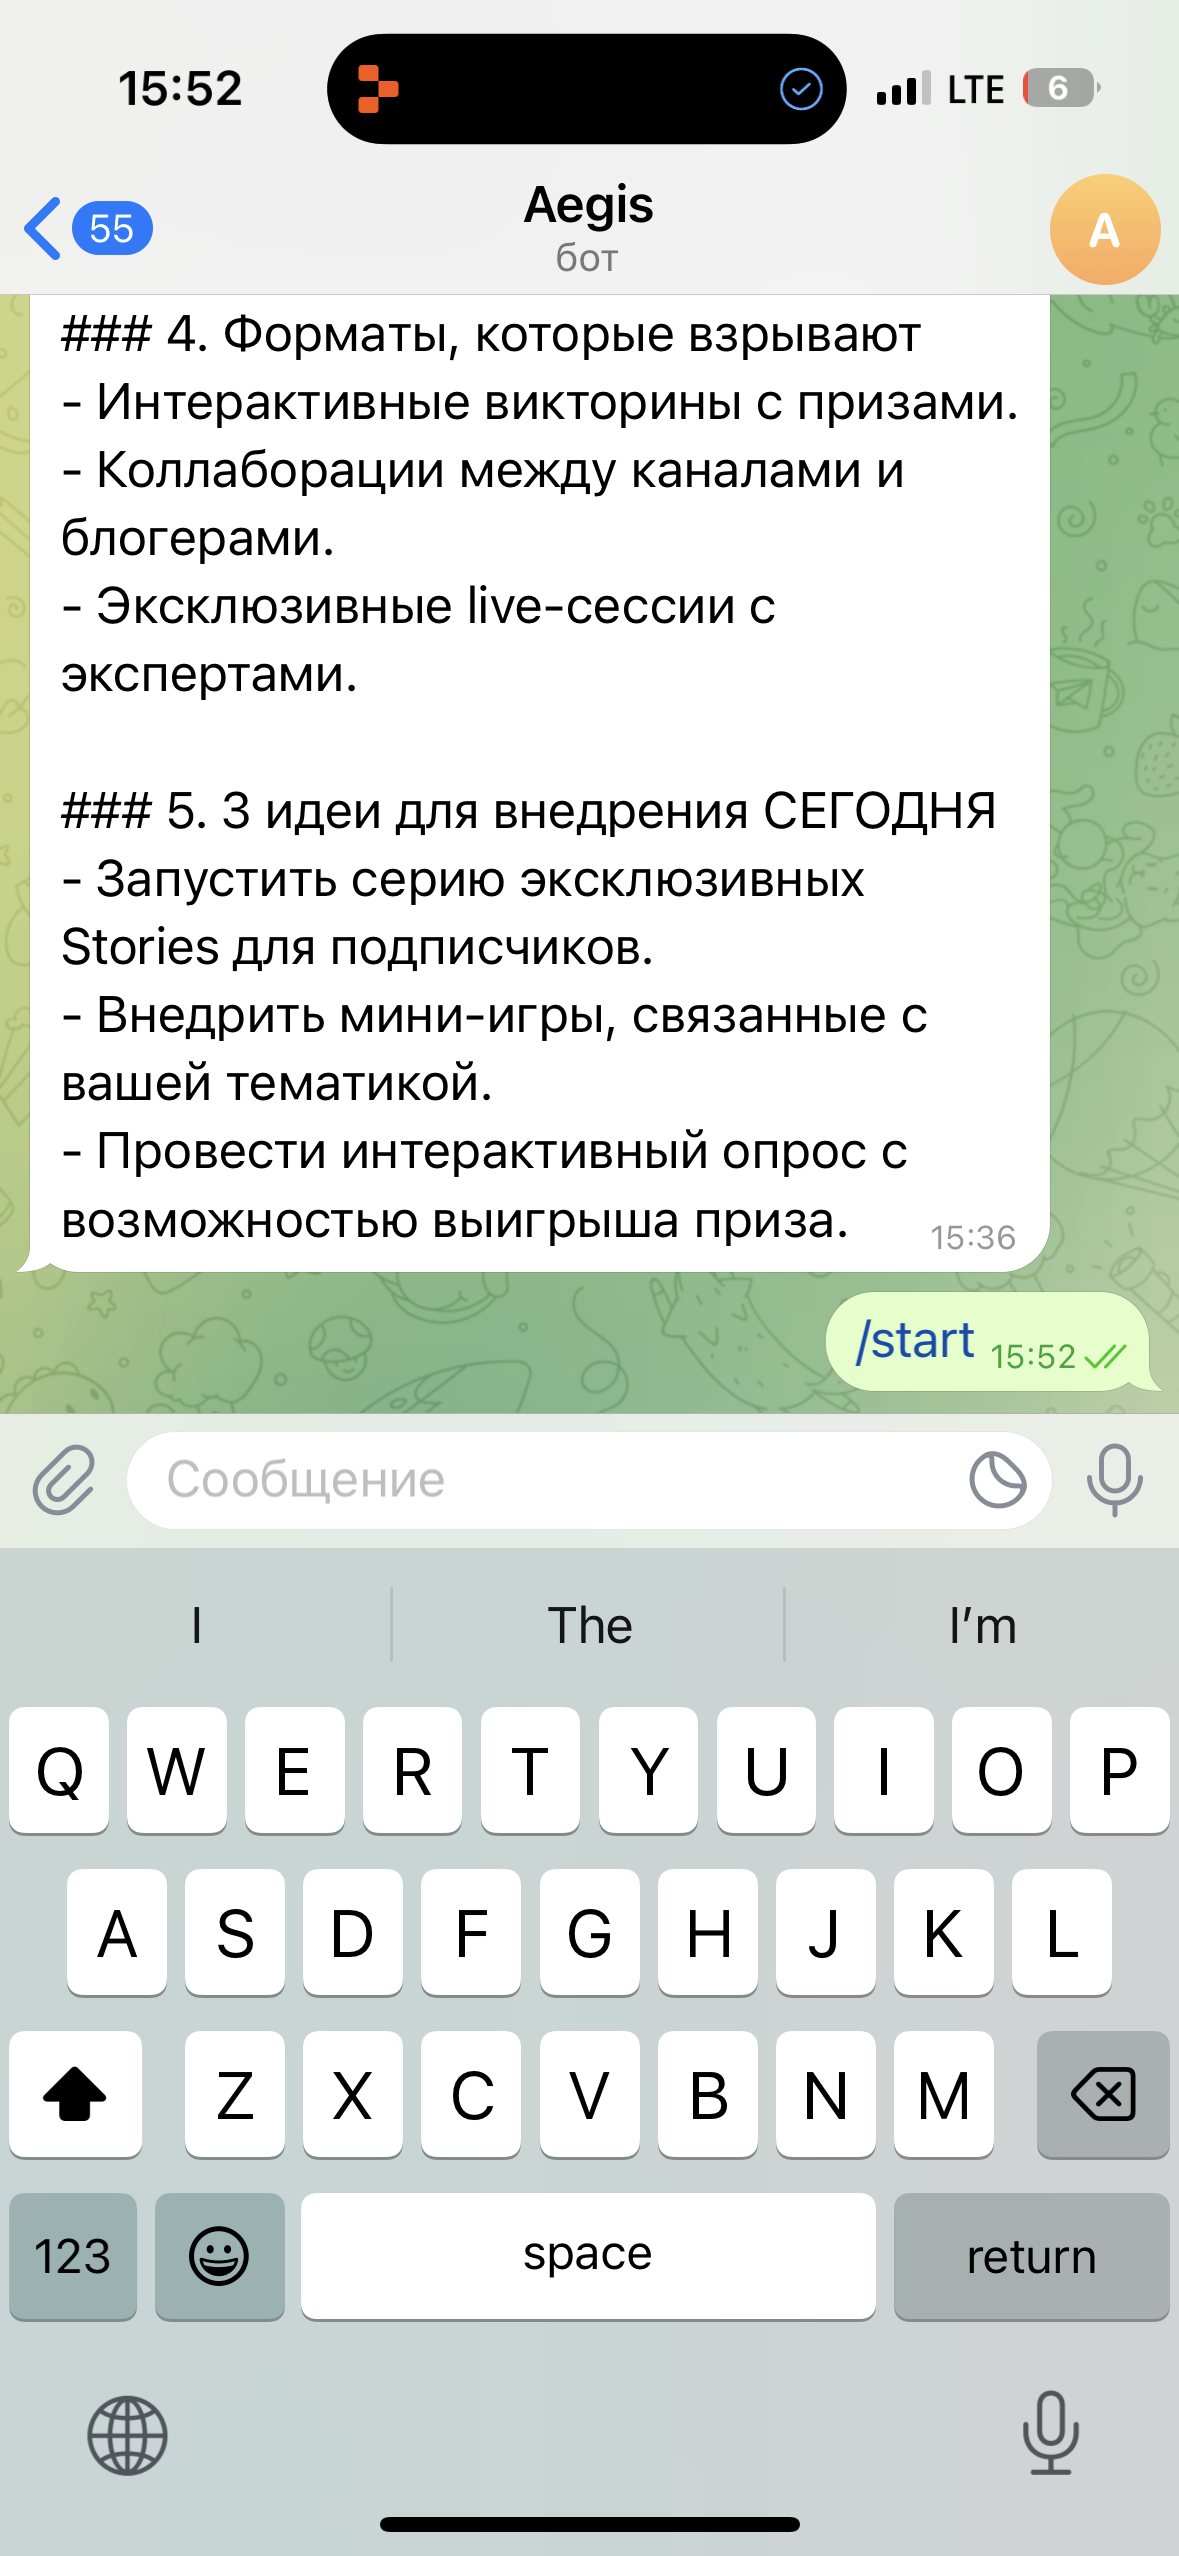 15:52
LTE
6
55
Aegis
бот
A
### 4. Форматы, которые взрывают
- Интерактивные викторины с призами.
- Коллаборации между каналами и
блогерами.
- Эксклюзивные live-сессии с
экспертами.
### 5. 3 идеи для внедрения СЕГОДНЯ
- Запустить серию эксклюзивных
Stories для подписчиков.
- Внедрить мини-игры, связанные с
вашей тематикой.
- Провести интерактивный опрос с
возможностью выигрыша приза.
15:36
/start 15:52
Сообщение
I The I’m
Q W E R T Y U I O P
A S D F G H J K L
Z X C V B N M
123 space return